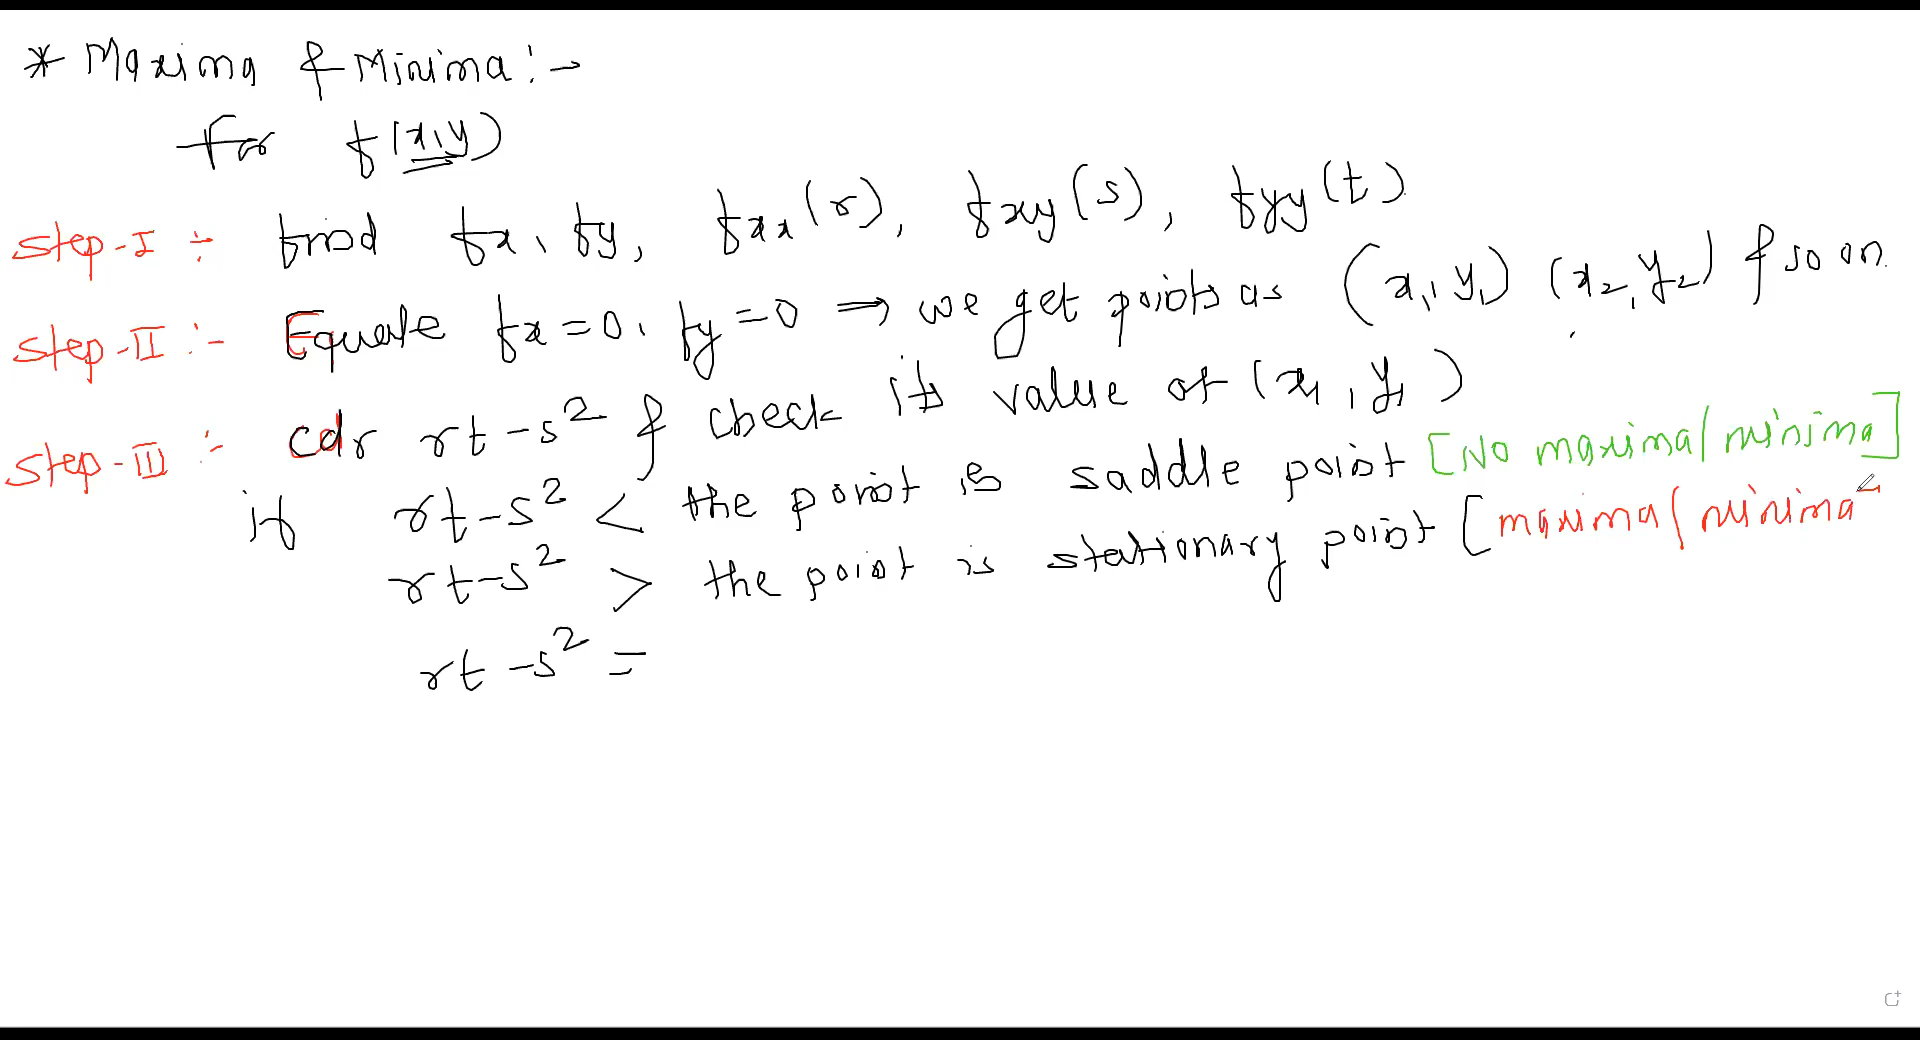 * Maxima & Minima :-
For f(x,y)
Step-I :- find fx, fy, fxx(r), fxy(s), fyy(t)
Step-II :- Equate fx=0, fy=0 ⇒ we get points as (x1,y1) (x2,y2) & so on
Step-III :- cdr rt-s² & check its value at (x1,y1)
if rt-s² < the point is saddle point [No maxima/minima]
rt-s² > the point is stationary point [maxima/minima
rt-s² =